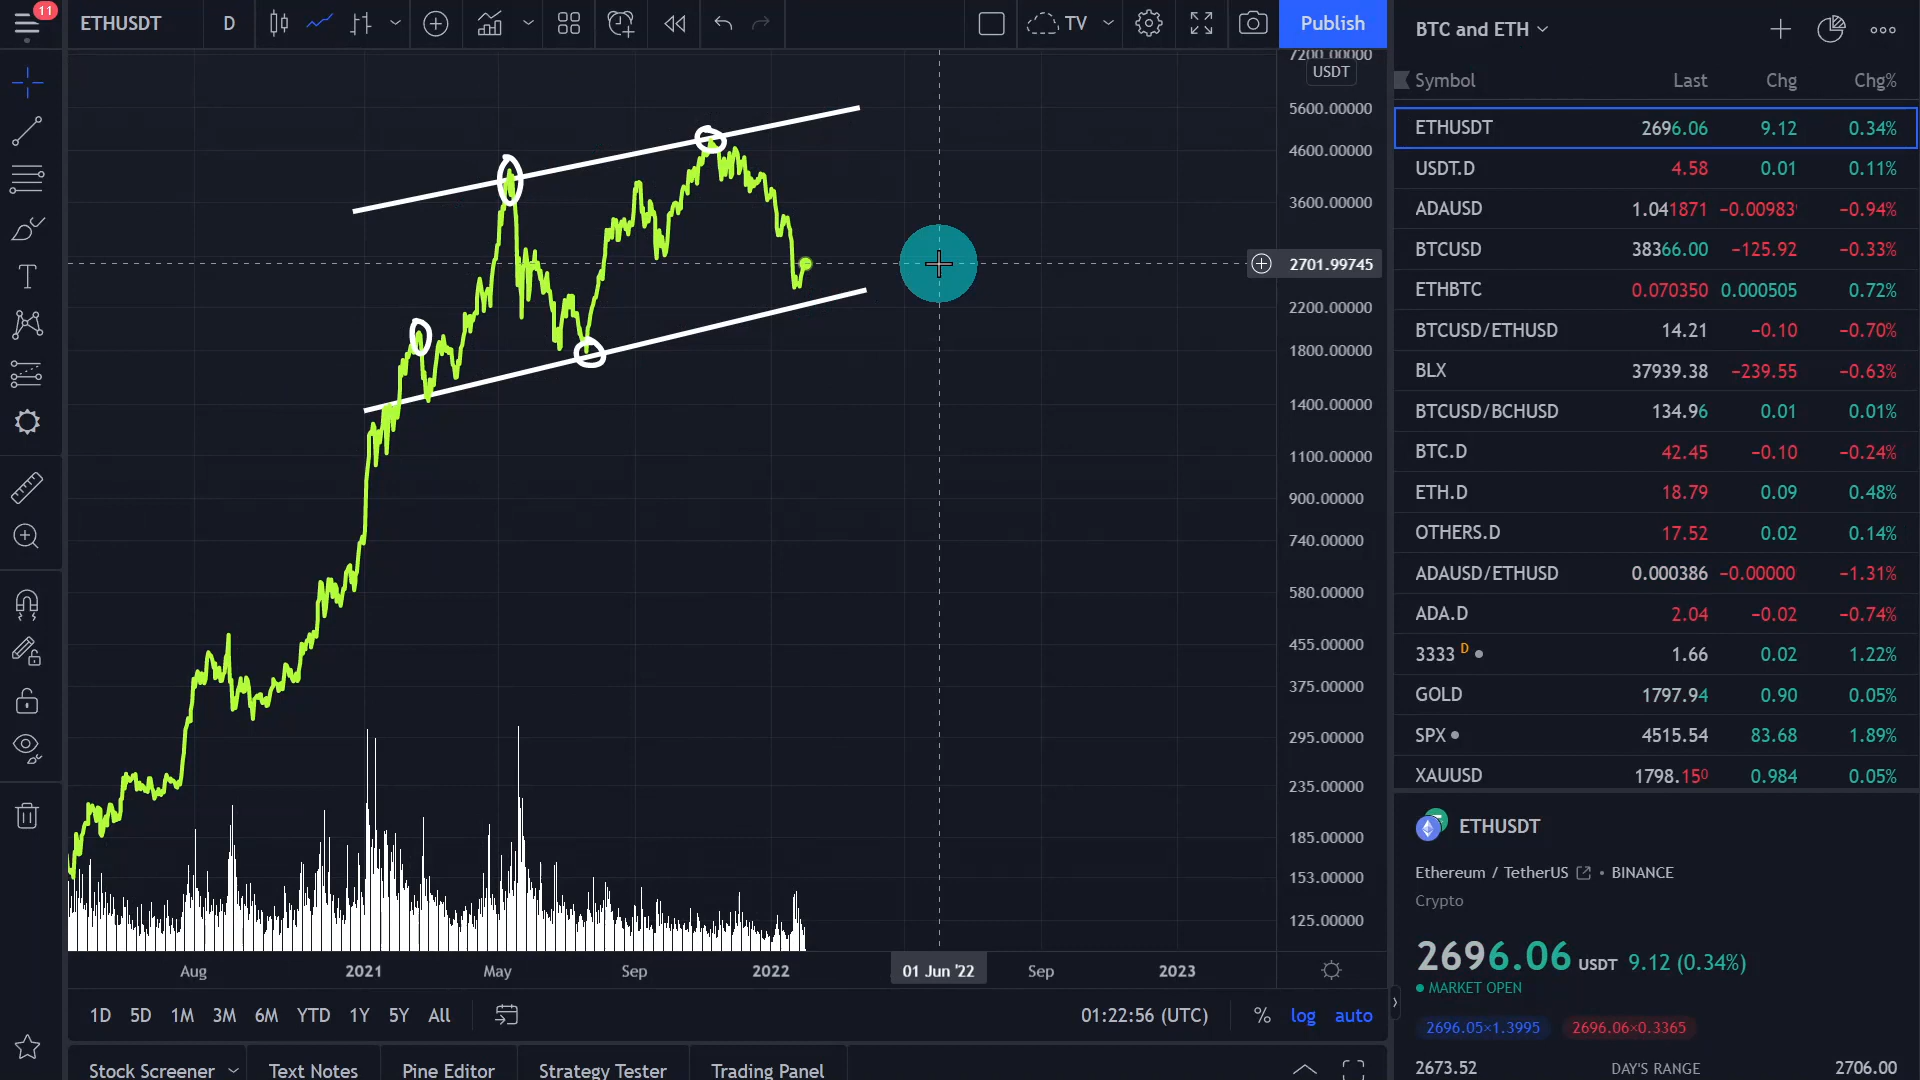 11
ETHUSDT
D
TV
Publish
BTC and ETH
7200.00000
USDT
5600.00000
4600.00000
3600.00000
2701.99745
2200.00000
1800.00000
1400.00000
1100.00000
900.00000
740.00000
580.00000
455.00000
375.00000
295.00000
235.00000
185.00000
153.00000
125.00000
Aug 2021 May Sep 2022 01 Jun '22 Sep 2023
1D 5D 1M 3M 6M YTD 1Y 5Y All
01:22:56 (UTC) % log auto
Stock Screener Text Notes Pine Editor Strategy Tester Trading Panel
Symbol Last Chg Chg%
ETHUSDT 2696.06 9.12 0.34%
USDT.D 4.58 0.01 0.11%
ADAUSD 1.041871 −0.00983 −0.94%
BTCUSD 38366.00 −125.92 −0.33%
ETHBTC 0.070350 0.000505 0.72%
BTCUSD/ETHUSD 14.21 −0.10 −0.70%
BLX 37939.38 −239.55 −0.63%
BTCUSD/BCHUSD 134.96 0.01 0.01%
BTC.D 42.45 −0.10 −0.24%
ETH.D 18.79 0.09 0.48%
OTHERS.D 17.52 0.02 0.14%
ADAUSD/ETHUSD 0.000386 −0.00000 −1.31%
ADA.D 2.04 −0.02 −0.74%
3333 D 1.66 0.02 1.22%
GOLD 1797.94 0.90 0.05%
SPX 4515.54 83.68 1.89%
XAUUSD 1798.150 0.984 0.05%
ETHUSDT
Ethereum / TetherUS • BINANCE
Crypto
2696.06 USDT 9.12 (0.34%)
MARKET OPEN
2696.05×1.3995 2696.06×0.3365
2673.52 DAY'S RANGE 2706.00